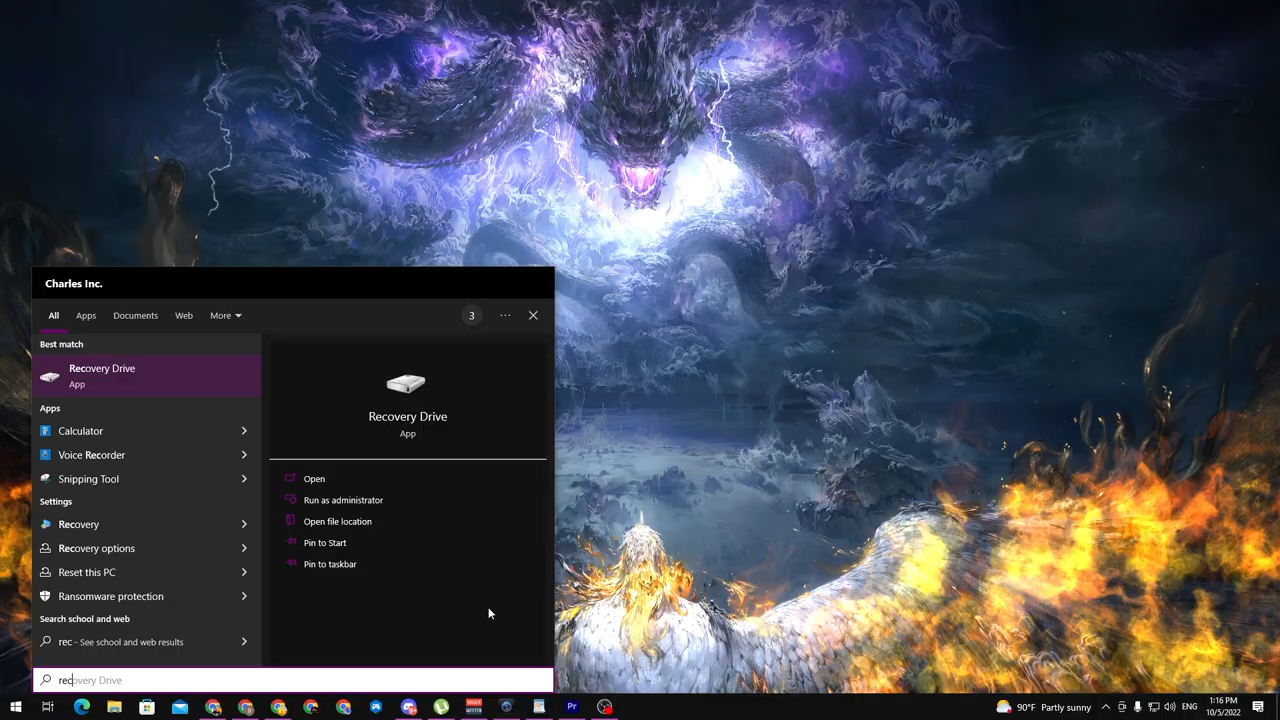 Charles Inc.
All Apps Documents Web More 3 ...
Best match
Recovery Drive
App
Apps
Calculator
Voice Recorder
Snipping Tool
Settings
Recovery
Recovery options
Reset this PC
Ransomware protection
Search school and web
rec - See school and web results
Recovery Drive
App
Open
Run as administrator
Open file location
Pin to Start
Pin to taskbar
recovery Drive
Pr
90°F Partly sunny
ENG
1:16 PM
10/5/2022